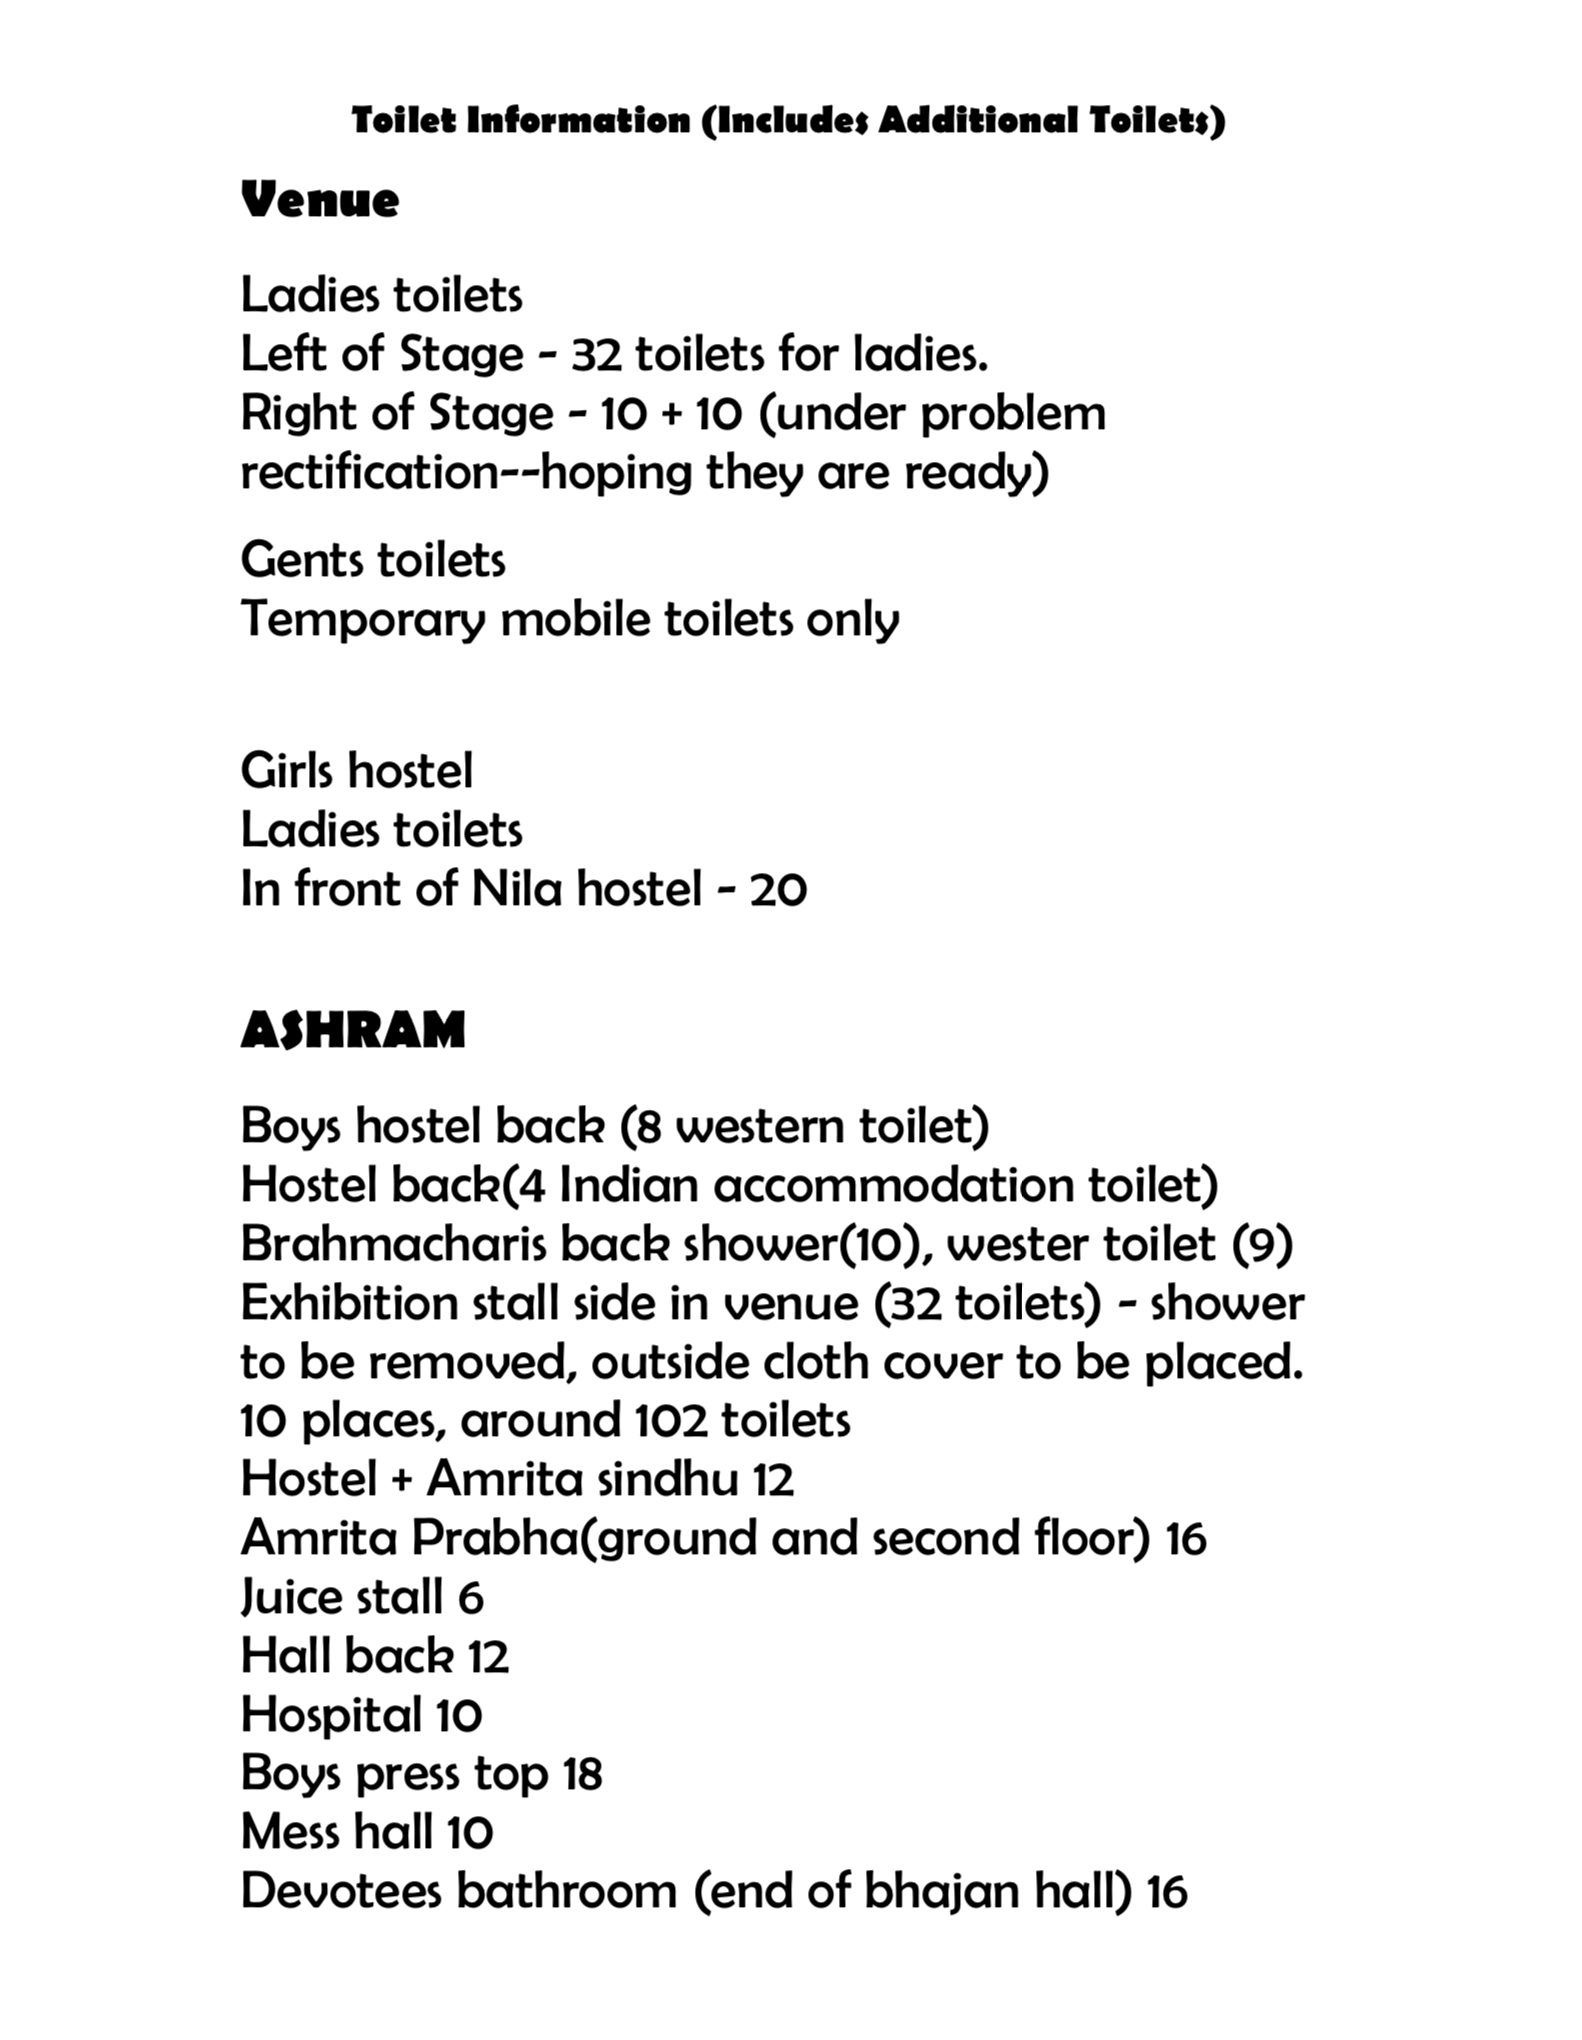 Toilet Information (Includes Additional Toilets)
Venue
Ladies toilets
Left of Stage - 32 toilets for ladies.
Right of Stage - 10 + 10 (under problem
rectification--hoping they are ready)
Gents toilets
Temporary mobile toilets only
Girls hostel
Ladies toilets
In front of Nila hostel - 20
ASHRAM
Boys hostel back (8 western toilet)
Hostel back(4 Indian accommodation toilet)
Brahmacharis back shower(10), wester toilet (9)
Exhibition stall side in venue (32 toilets) - shower
to be removed, outside cloth cover to be placed.
10 places, around 102 toilets
Hostel + Amrita sindhu 12
Amrita Prabha(ground and second floor) 16
Juice stall 6
Hall back 12
Hospital 10
Boys press top 18
Mess hall 10
Devotees bathroom (end of bhajan hall) 16